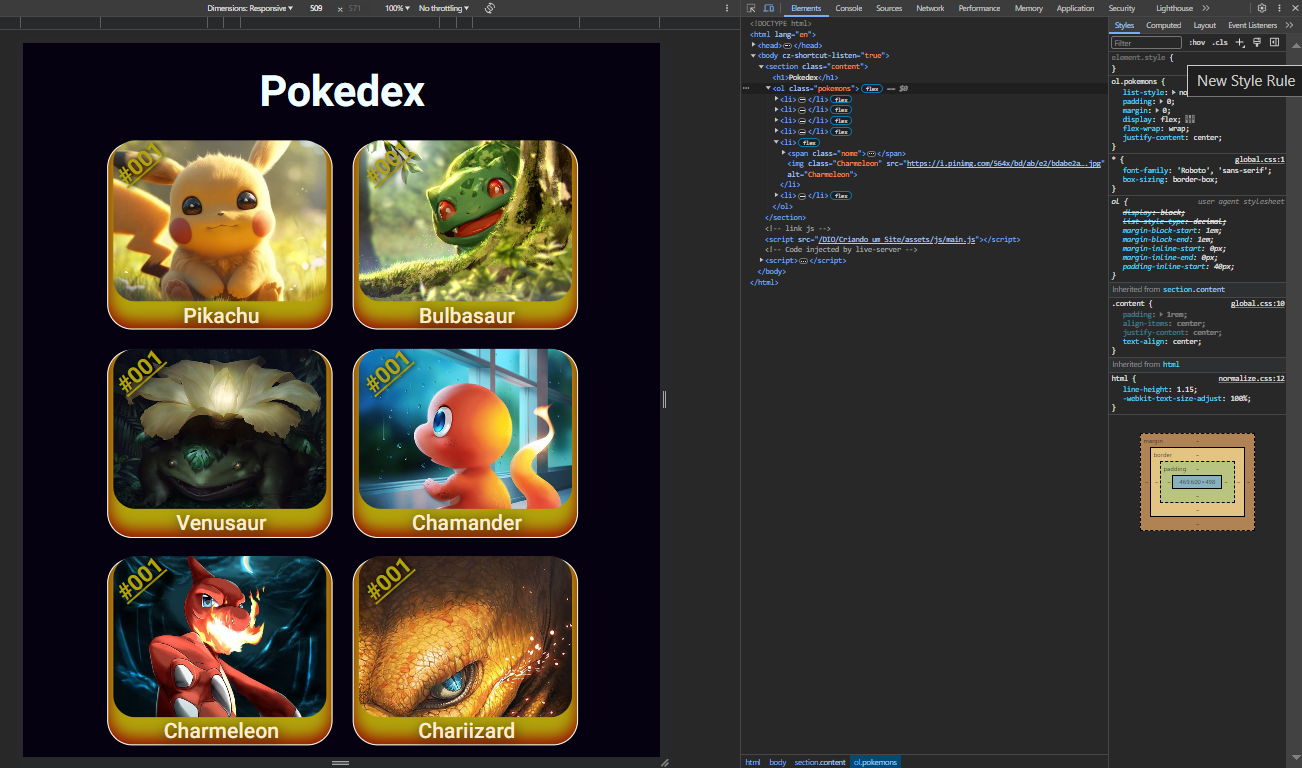 Dimensions: Responsive ▼ 509 × 571 100% ▼ No throttling ▼
Elements Console Sources Network Performance Memory Application Security Lighthouse
Pokedex
#001
Pikachu
#001
Bulbasaur
#001
Venusaur
#001
Chamander
#001
Charmeleon
#001
Chariizard
<!DOCTYPE html>
<html lang="en">
<head> </head>
<body cz-shortcut-listen="true">
<section class="content">
<h1>Pokedex</h1>
<ol class="pokemons"> flex == $0
<li> </li> flex
<li> </li> flex
<li> </li> flex
<li> </li> flex
<li> flex
<span class="nome"> </span>
<img class="Charmeleon" src="https://i.pinimg.com/564x/bd/ab/e2/bdabe2a….jpg"
alt="Charmeleon">
</li>
<li> </li> flex
</ol>
</section>
<!-- link js -->
<script src="/DIO/Criando um Site/assets/js/main.js"></script>
<!-- Code injected by live-server -->
<script> </script>
</body>
</html>
html body section.content ol.pokemons
Styles Computed Layout Event Listeners
Filter :hov .cls
New Style Rule
element.style {
}
ol.pokemons {
list-style: no
padding: 0;
margin: 0;
display: flex;
flex-wrap: wrap;
justify-content: center;
}
* { global.css:1
font-family: 'Roboto', 'sans-serif';
box-sizing: border-box;
}
ol { user agent stylesheet
display: block;
list-style-type: decimal;
margin-block-start: 1em;
margin-block-end: 1em;
margin-inline-start: 0px;
margin-inline-end: 0px;
padding-inline-start: 40px;
}
Inherited from section.content
.content { global.css:10
padding: 1rem;
align-items: center;
justify-content: center;
text-align: center;
}
Inherited from html
html { normalize.css:12
line-height: 1.15;
-webkit-text-size-adjust: 100%;
}
margin -
border -
padding -
469.600×498